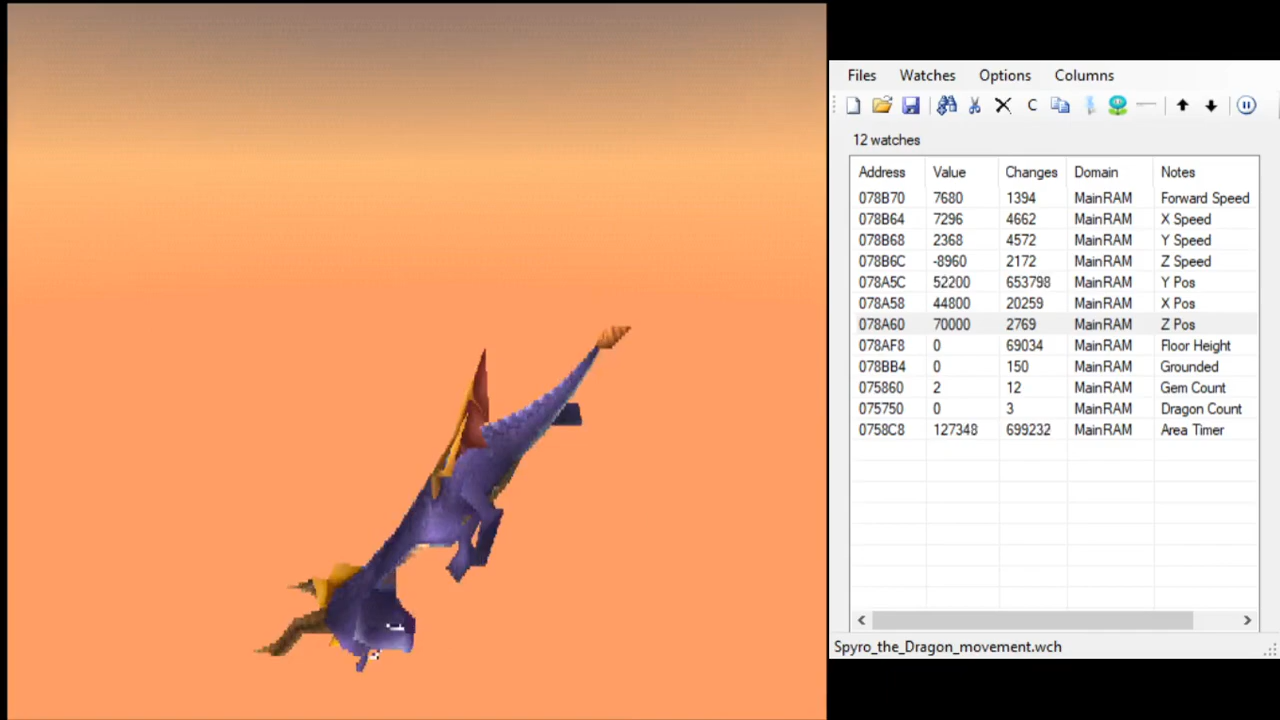 Files Watches Options Columns
C
12 watches
Address Value Changes Domain Notes
078B70 7680 1394 MainRAM Forward Speed
078B64 7296 4662 MainRAM X Speed
078B68 2368 4572 MainRAM Y Speed
078B6C -8960 2172 MainRAM Z Speed
078A5C 52200 653798 MainRAM Y Pos
078A58 44800 20259 MainRAM X Pos
078A60 70000 2769 MainRAM Z Pos
078AF8 0 69034 MainRAM Floor Height
078BB4 0 150 MainRAM Grounded
075860 2 12 MainRAM Gem Count
075750 0 3 MainRAM Dragon Count
0758C8 127348 699232 MainRAM Area Timer
Spyro_the_Dragon_movement.wch